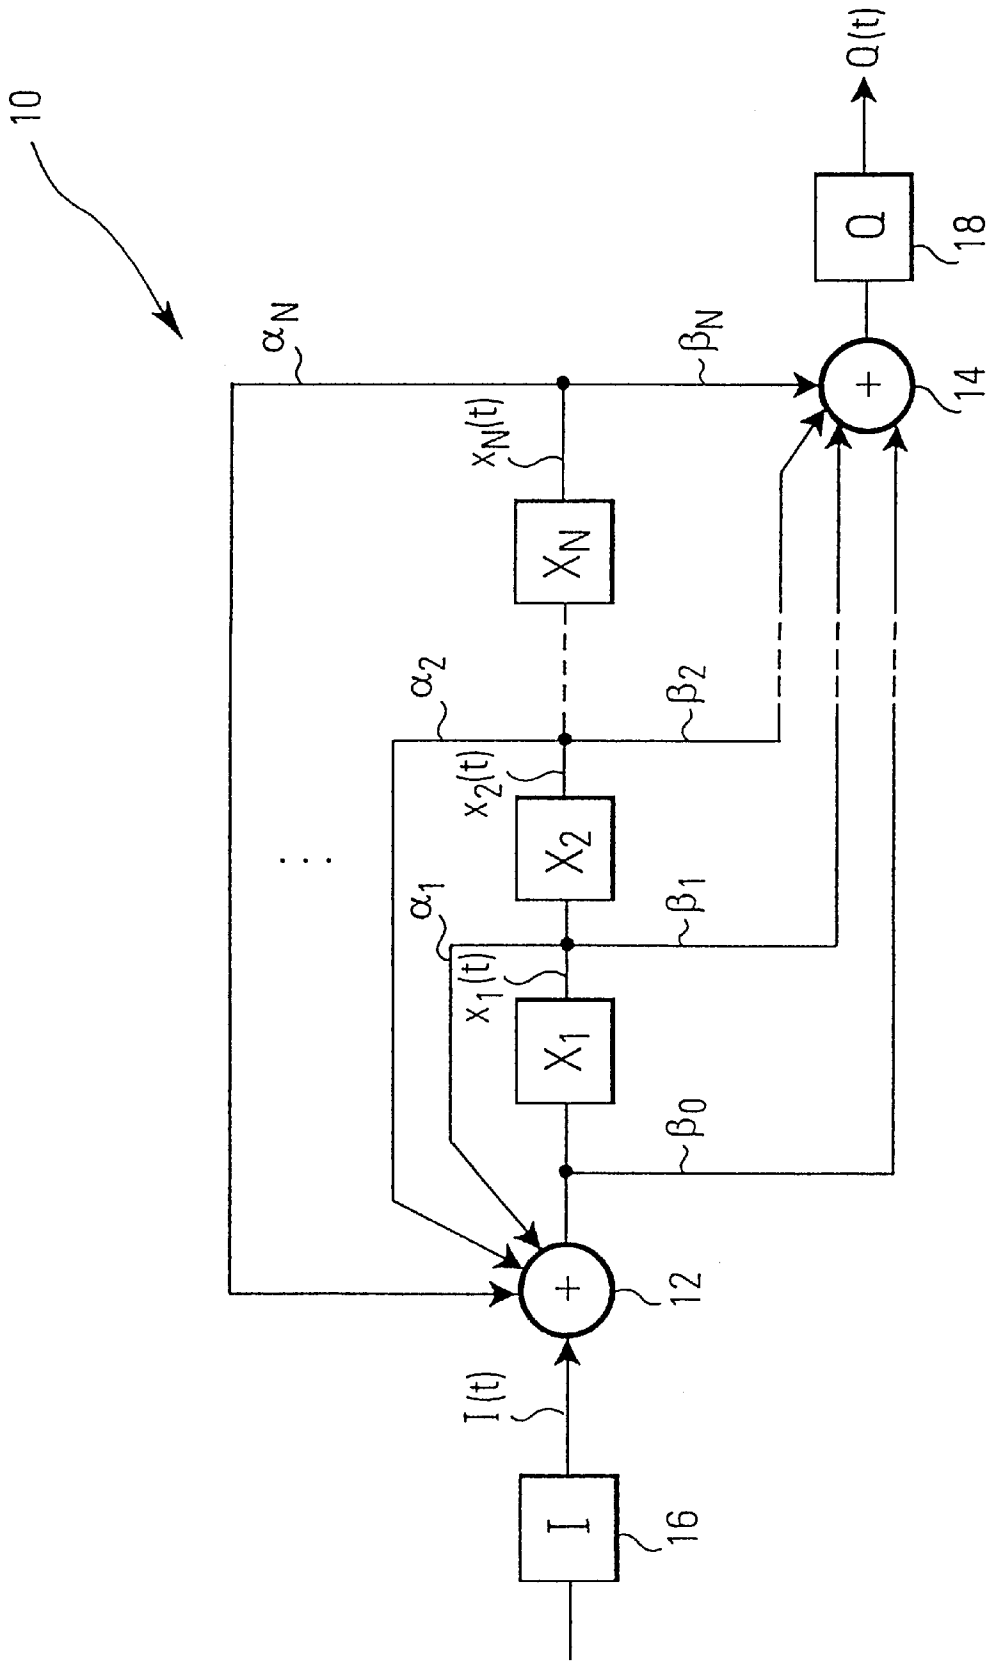 10
α_N
α_2
α_1
x_N(t)
x_2(t)
x_1(t)
I(t)
I
16
+
12
X_1
X_2
X_N
β_0
β_1
β_2
β_N
+
14
Q
18
Q(t)